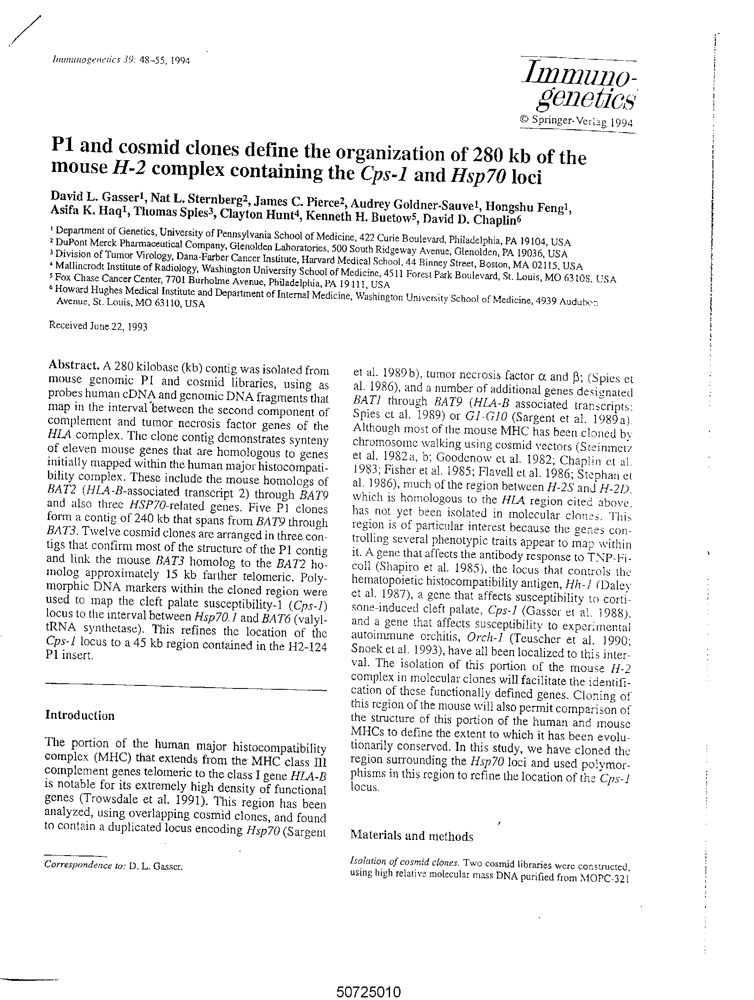 Immunogenetics 39: 48–55, 1994
Immuno-
genetics
© Springer-Verlag 1994
P1 and cosmid clones define the organization of 280 kb of the
mouse H-2 complex containing the Cps-1 and Hsp70 loci
David L. Gasser¹, Nat L. Sternberg², James C. Pierce², Audrey Goldner-Sauve¹, Hongshu Feng¹,
Asifa K. Haq¹, Thomas Spies³, Clayton Hunt⁴, Kenneth H. Buetow⁵, David D. Chaplin⁶
¹ Department of Genetics, University of Pennsylvania School of Medicine, 422 Curie Boulevard, Philadelphia, PA 19104, USA
² DuPont Merck Pharmaceutical Company, Glenolden Laboratories, 500 South Ridgeway Avenue, Glenolden, PA 19036, USA
³ Division of Tumor Virology, Dana-Farber Cancer Institute, Harvard Medical School, 44 Binney Street, Boston, MA 02115, USA
⁴ Mallincrodt Institute of Radiology, Washington University School of Medicine, 4511 Forest Park Boulevard, St. Louis, MO 63108, USA
⁵ Fox Chase Cancer Center, 7701 Burholme Avenue, Philadelphia, PA 19111, USA
⁶ Howard Hughes Medical Institute and Department of Internal Medicine, Washington University School of Medicine, 4939 Audubon
Avenue, St. Louis, MO 63110, USA
Received June 22, 1993
Abstract. A 280 kilobase (kb) contig was isolated from
mouse genomic P1 and cosmid libraries, using as
probes human cDNA and genomic DNA fragments that
map in the interval between the second component of
complement and tumor necrosis factor genes of the
HLA complex. The clone contig demonstrates synteny
of eleven mouse genes that are homologous to genes
initially mapped within the human major histocompati-
bility complex. These include the mouse homologs of
BAT2 (HLA-B-associated transcript 2) through BAT9
and also three HSP70-related genes. Five P1 clones
form a contig of 240 kb that spans from BAT9 through
BAT3. Twelve cosmid clones are arranged in three con-
tigs that confirm most of the structure of the P1 contig
and link the mouse BAT3 homolog to the BAT2 ho-
molog approximately 15 kb farther telomeric. Poly-
morphic DNA markers within the cloned region were
used to map the cleft palate susceptibility-1 (Cps-1)
locus to the interval between Hsp70.1 and BAT6 (valyl-
tRNA synthetase). This refines the location of the
Cps-1 locus to a 45 kb region contained in the H2-124
P1 insert.
Introduction
The portion of the human major histocompatibility
complex (MHC) that extends from the MHC class III
complement genes telomeric to the class I gene HLA-B
is notable for its extremely high density of functional
genes (Trowsdale et al. 1991). This region has been
analyzed, using overlapping cosmid clones, and found
to contain a duplicated locus encoding Hsp70 (Sargent
Correspondence to: D. L. Gasser.
et al. 1989b), tumor necrosis factor α and β; (Spies et
al. 1986), and a number of additional genes designated
BAT1 through BAT9 (HLA-B associated transcripts;
Spies et al. 1989) or G1-G10 (Sargent et al. 1989a).
Although most of the mouse MHC has been cloned by
chromosome walking using cosmid vectors (Steinmetz
et al. 1982a, b; Goodenow et al. 1982; Chaplin et al.
1983; Fisher et al. 1985; Flavell et al. 1986; Stephan et
al. 1986), much of the region between H-2S and H-2D,
which is homologous to the HLA region cited above,
has not yet been isolated in molecular clones. This
region is of particular interest because the genes con-
trolling several phenotypic traits appear to map within
it. A gene that affects the antibody response to TNP-Fi-
coll (Shapiro et al. 1985), the locus that controls the
hematopoietic histocompatibility antigen, Hh-1 (Daley
et al. 1987), a gene that affects susceptibility to corti-
sone-induced cleft palate, Cps-1 (Gasser et al. 1988),
and a gene that affects susceptibility to experimental
autoimmune orchitis, Orch-1 (Teuscher et al. 1990;
Snoek et al. 1993), have all been localized to this inter-
val. The isolation of this portion of the mouse H-2
complex in molecular clones will facilitate the identifi-
cation of these functionally defined genes. Cloning of
this region of the mouse will also permit comparison of
the structure of this portion of the human and mouse
MHCs to define the extent to which it has been evolu-
tionarily conserved. In this study, we have cloned the
region surrounding the Hsp70 loci and used polymor-
phisms in this region to refine the location of the Cps-1
locus.
Materials and methods
Isolation of cosmid clones. Two cosmid libraries were constructed,
using high relative molecular mass DNA purified from MOPC-321
50725010